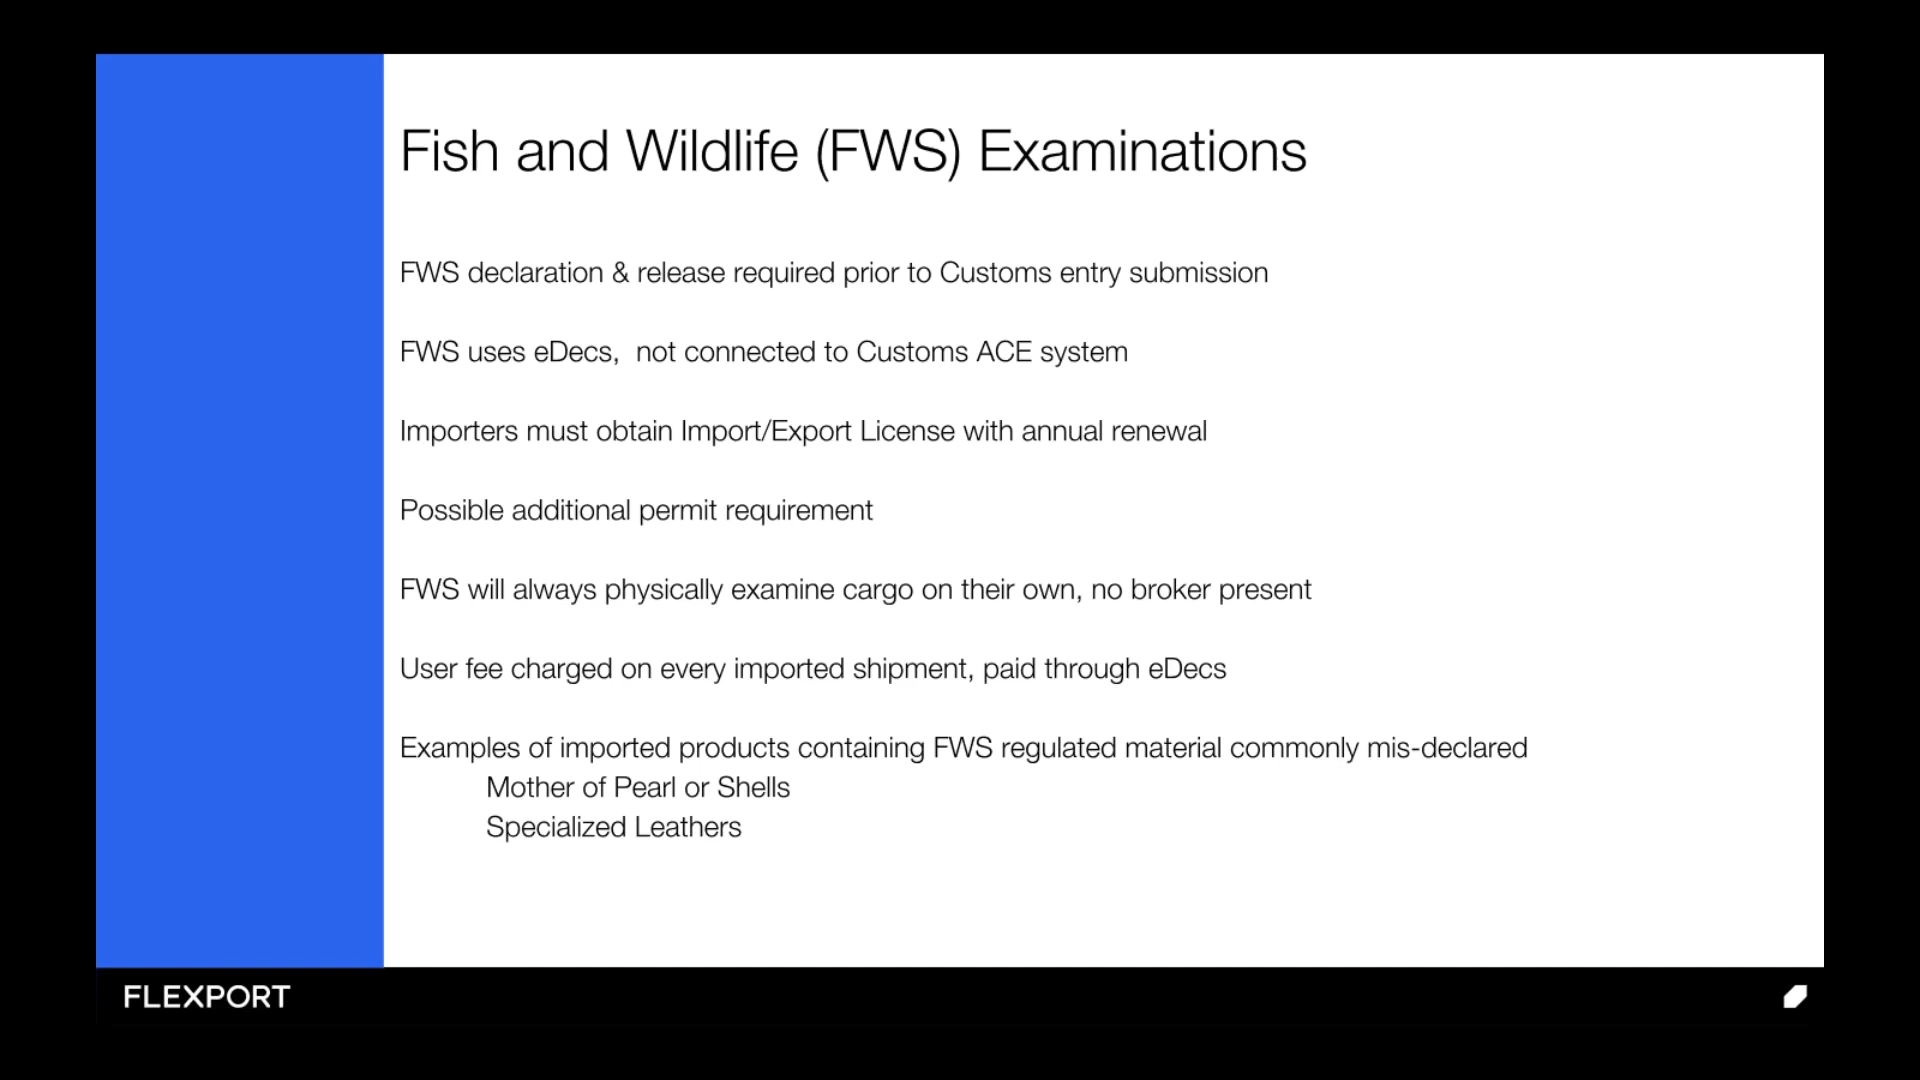 Fish and Wildlife (FWS) Examinations
FWS declaration & release required prior to Customs entry submission
FWS uses eDecs,  not connected to Customs ACE system
Importers must obtain Import/Export License with annual renewal
Possible additional permit requirement
FWS will always physically examine cargo on their own, no broker present
User fee charged on every imported shipment, paid through eDecs
Examples of imported products containing FWS regulated material commonly mis-declared
Mother of Pearl or Shells
Specialized Leathers
FLEXPORT